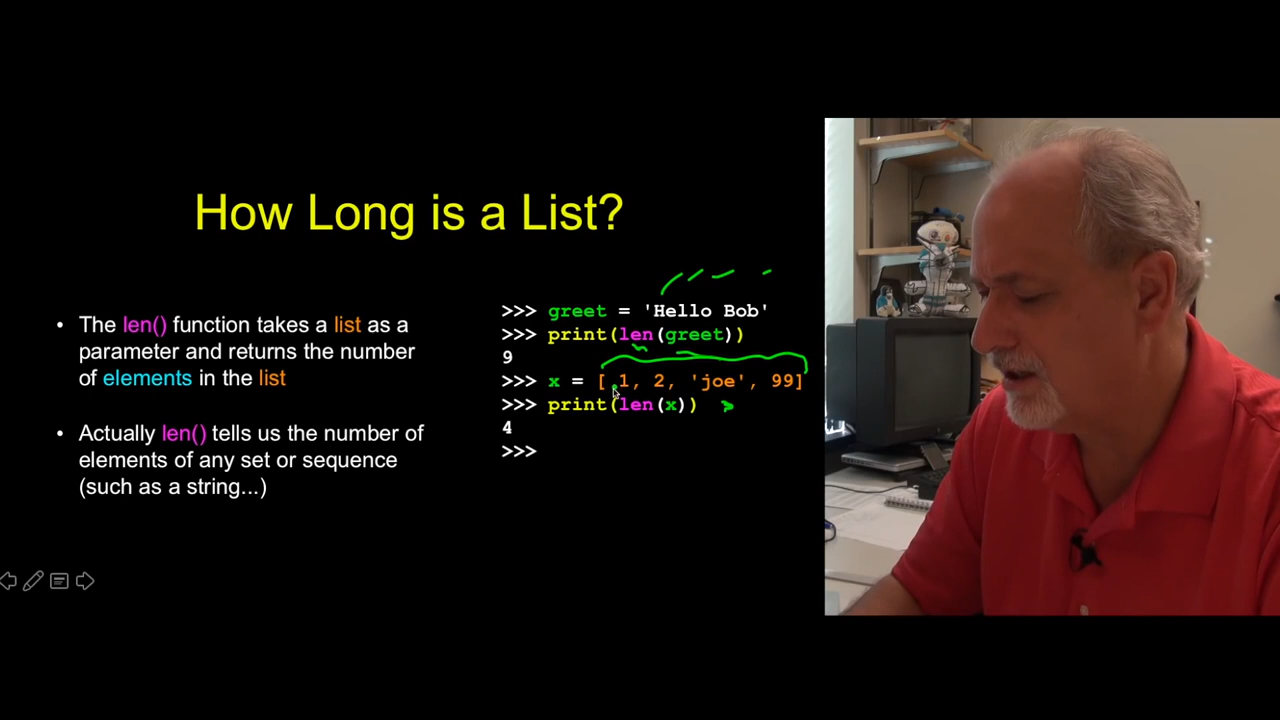 How Long is a List?
• The len() function takes a list as a
parameter and returns the number
of elements in the list
• Actually len() tells us the number of
elements of any set or sequence
(such as a string...)
>>> greet = 'Hello Bob'
>>> print(len(greet))
9
>>> x = [ 1, 2, 'joe', 99]
>>> print(len(x))
4
>>>